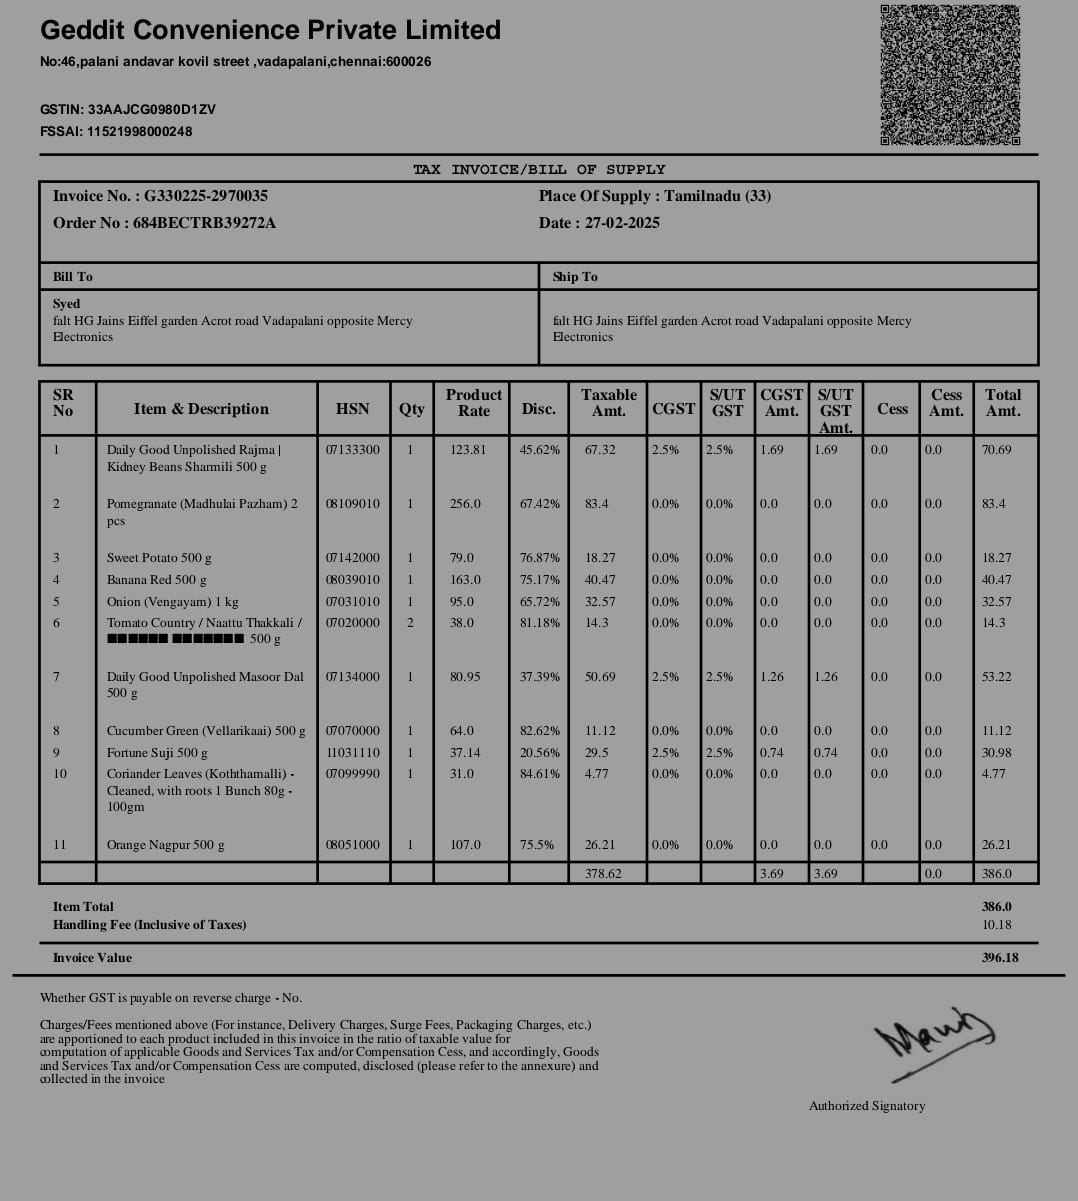 Geddit Convenience Private Limited
No:46,palani andavar kovil street ,vadapalani,chennai:600026
GSTIN: 33AAJCG0980D1ZV
FSSAI: 11521998000248
TAX INVOICE/BILL OF SUPPLY
Invoice No. : G330225-2970035 Place Of Supply : Tamilnadu (33)
Order No : 684BECTRB39272A Date : 27-02-2025
Bill To Ship To
Syed
falt HG Jains Eiffel garden Acrot road Vadapalani opposite Mercy falt HG Jains Eiffel garden Acrot road Vadapalani opposite Mercy
Electronics Electronics
SR No Item & Description HSN Qty Product Rate Disc. Taxable Amt. CGST S/UT GST CGST Amt. S/UT GST Amt. Cess Cess Amt. Total Amt.
1 Daily Good Unpolished Rajma | 07133300 1 123.81 45.62% 67.32 2.5% 2.5% 1.69 1.69 0.0 0.0 70.69
Kidney Beans Sharmili 500 g
2 Pomegranate (Madhulai Pazham) 2 08109010 1 256.0 67.42% 83.4 0.0% 0.0% 0.0 0.0 0.0 0.0 83.4
pcs
3 Sweet Potato 500 g 07142000 1 79.0 76.87% 18.27 0.0% 0.0% 0.0 0.0 0.0 0.0 18.27
4 Banana Red 500 g 08039010 1 163.0 75.17% 40.47 0.0% 0.0% 0.0 0.0 0.0 0.0 40.47
5 Onion (Vengayam) 1 kg 07031010 1 95.0 65.72% 32.57 0.0% 0.0% 0.0 0.0 0.0 0.0 32.57
6 Tomato Country / Naattu Thakkali / 07020000 2 38.0 81.18% 14.3 0.0% 0.0% 0.0 0.0 0.0 0.0 14.3
■■■■■■ ■■■■■■■ 500 g
7 Daily Good Unpolished Masoor Dal 07134000 1 80.95 37.39% 50.69 2.5% 2.5% 1.26 1.26 0.0 0.0 53.22
500 g
8 Cucumber Green (Vellarikaai) 500 g 07070000 1 64.0 82.62% 11.12 0.0% 0.0% 0.0 0.0 0.0 0.0 11.12
9 Fortune Suji 500 g 11031110 1 37.14 20.56% 29.5 2.5% 2.5% 0.74 0.74 0.0 0.0 30.98
10 Coriander Leaves (Koththamalli) - 07099990 1 31.0 84.61% 4.77 0.0% 0.0% 0.0 0.0 0.0 0.0 4.77
Cleaned, with roots 1 Bunch 80g -
100gm
11 Orange Nagpur 500 g 08051000 1 107.0 75.5% 26.21 0.0% 0.0% 0.0 0.0 0.0 0.0 26.21
378.62 3.69 3.69 0.0 386.0
Item Total 386.0
Handling Fee (Inclusive of Taxes) 10.18
Invoice Value 396.18
Whether GST is payable on reverse charge - No.
Charges/Fees mentioned above (For instance, Delivery Charges, Surge Fees, Packaging Charges, etc.)
are apportioned to each product included in this invoice in the ratio of taxable value for
computation of applicable Goods and Services Tax and/or Compensation Cess, and accordingly, Goods
and Services Tax and/or Compensation Cess are computed, disclosed (please refer to the annexure) and
collected in the invoice
Authorized Signatory